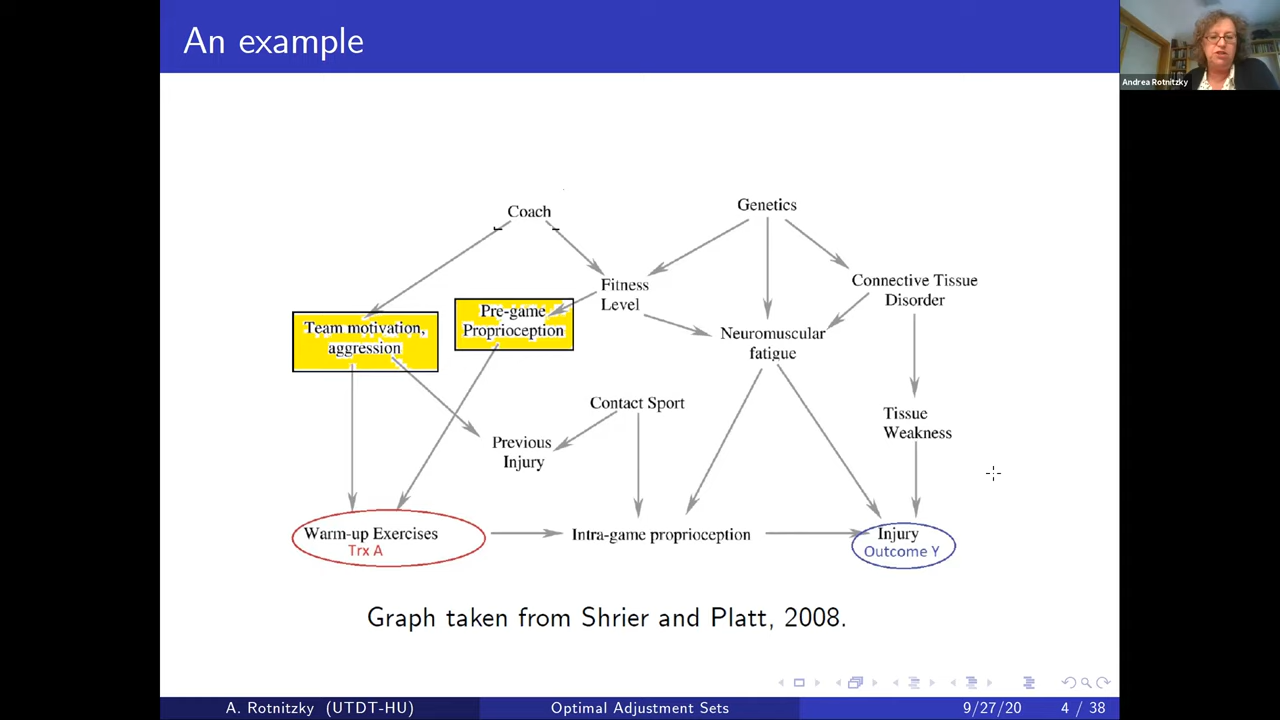 An example
Andrea Rotnitzky
Coach
Genetics
Fitness
Level
Connective Tissue
Disorder
Pre-game
Proprioception
Team motivation,
aggression
Neuromuscular
fatigue
Contact Sport
Tissue
Weakness
Previous
Injury
Warm-up Exercises
Trx A
Intra-game proprioception
Injury
Outcome Y
Graph taken from Shrier and Platt, 2008.
A. Rotnitzky (UTDT-HU)
Optimal Adjustment Sets
9/27/20
4 / 38